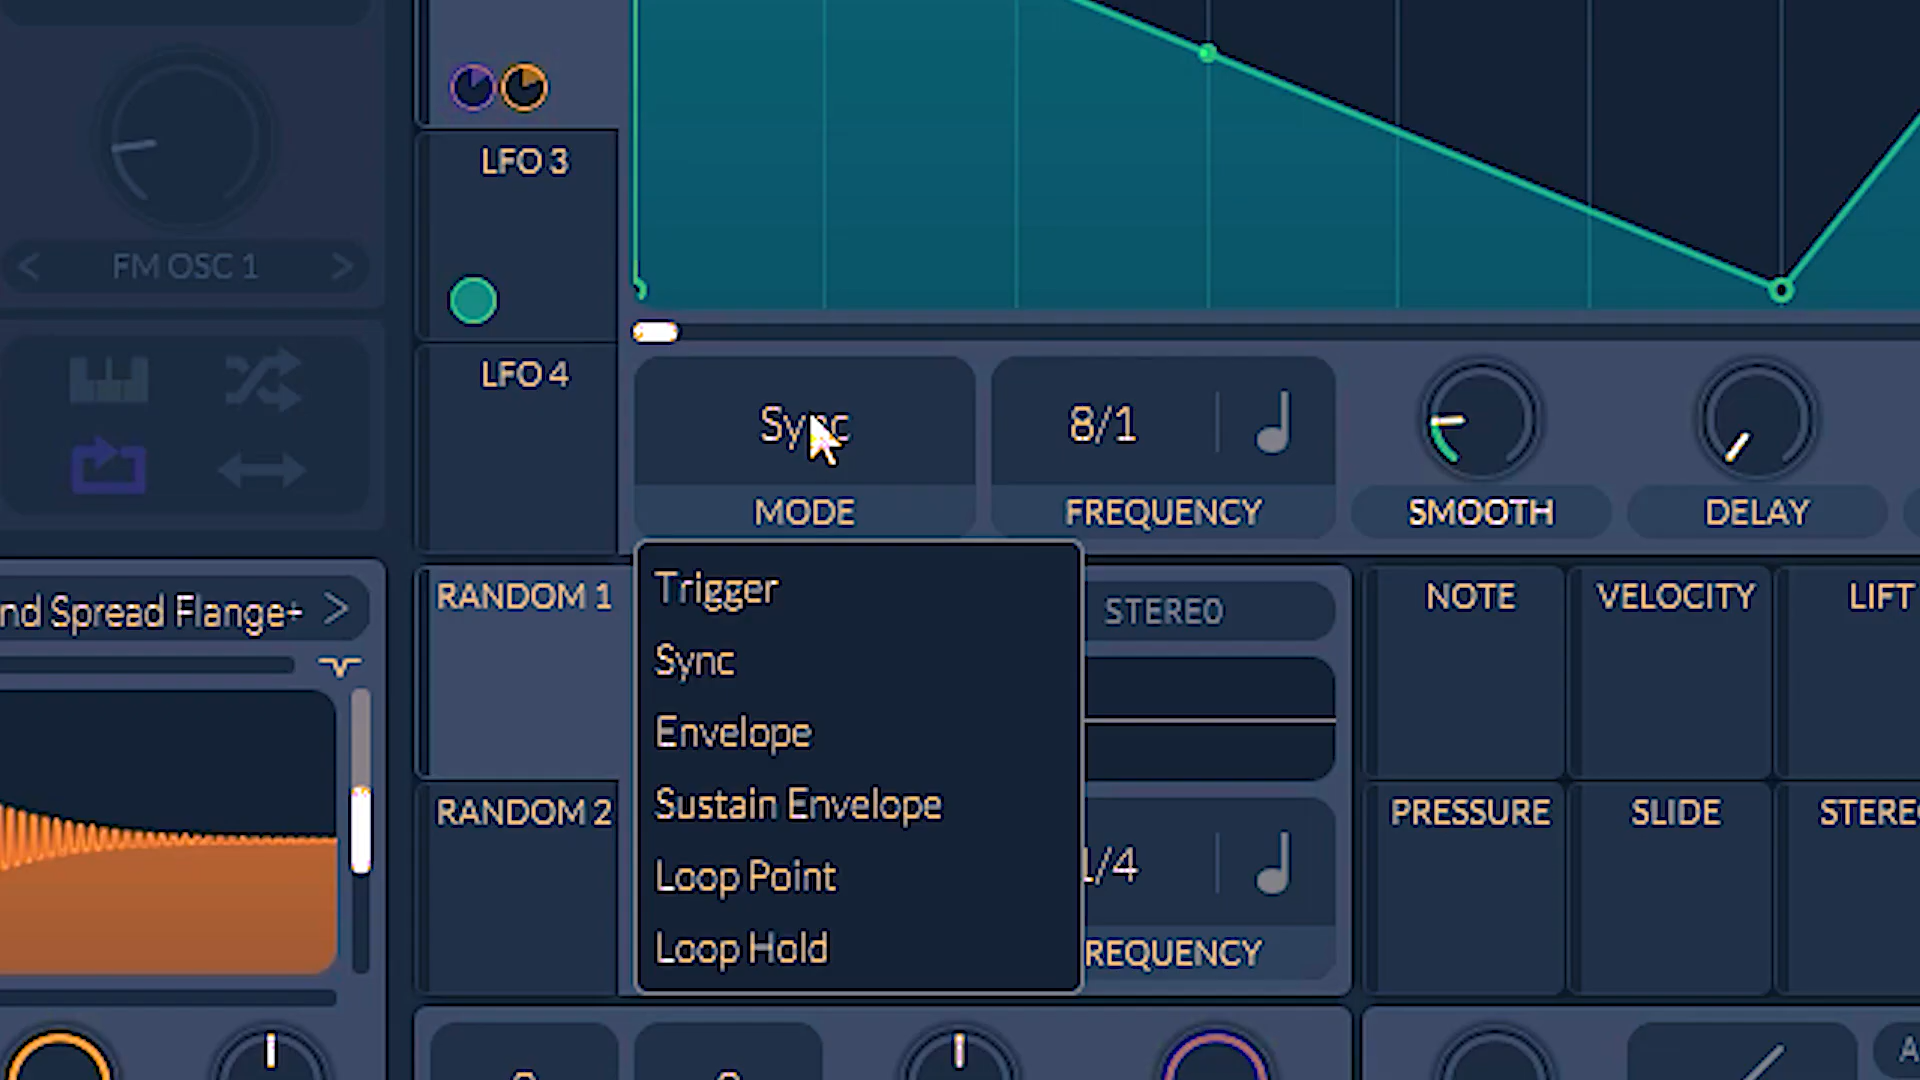 LFO 3
FM OSC 1
LFO 4
Sync
8/1
MODE
FREQUENCY
SMOOTH
DELAY
nd Spread Flange+
RANDOM 1
Trigger
Sync
Envelope
Sustain Envelope
Loop Point
Loop Hold
STEREO
NOTE
VELOCITY
LIFT
RANDOM 2
1/4
REQUENCY
PRESSURE
SLIDE
STEREO
A